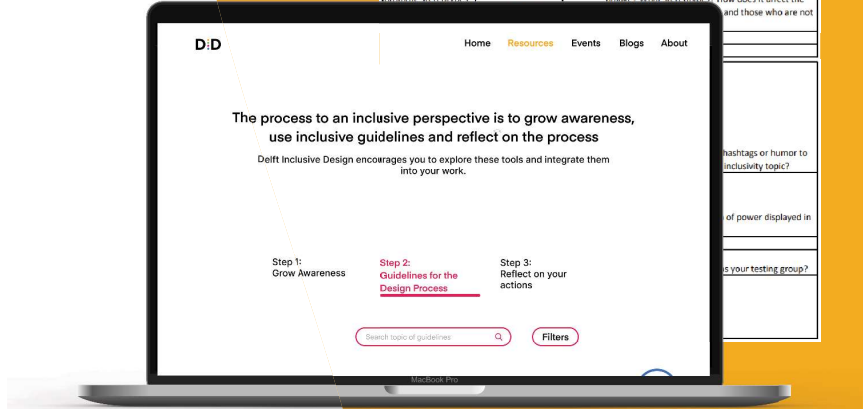 and those who are not
D:D
Home Resources Events Blogs About
The process to an inclusive perspective is to grow awareness,
use inclusive guidelines and reflect on the process
Delft Inclusive Design encourages you to explore these tools and integrate them
into your work.
hashtags or humor to
inclusivity topic?
of power displayed in
Step 1:
Grow Awareness
Step 2:
Guidelines for the
Design Process
Step 3:
Reflect on your
actions
s your testing group?
Search topic of guidelines
Filters
MacBook Pro